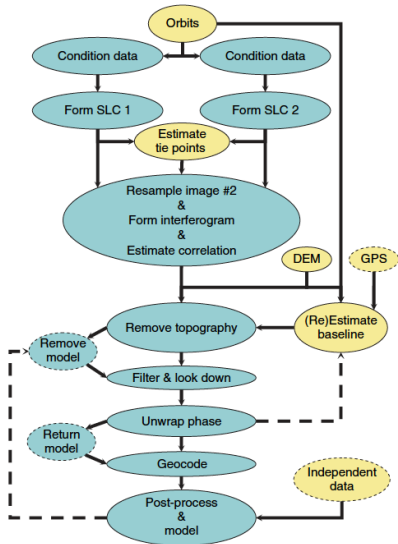 Orbits
Condition data
Condition data
Form SLC 1
Form SLC 2
Estimate
tie points
Resample image #2
&
Form interferogram
&
Estimate correlation
DEM
GPS
Remove topography
(Re)Estimate
baseline
Remove
model
Filter & look down
Unwrap phase
Return
model
Geocode
Independent
data
Post-process
&
model